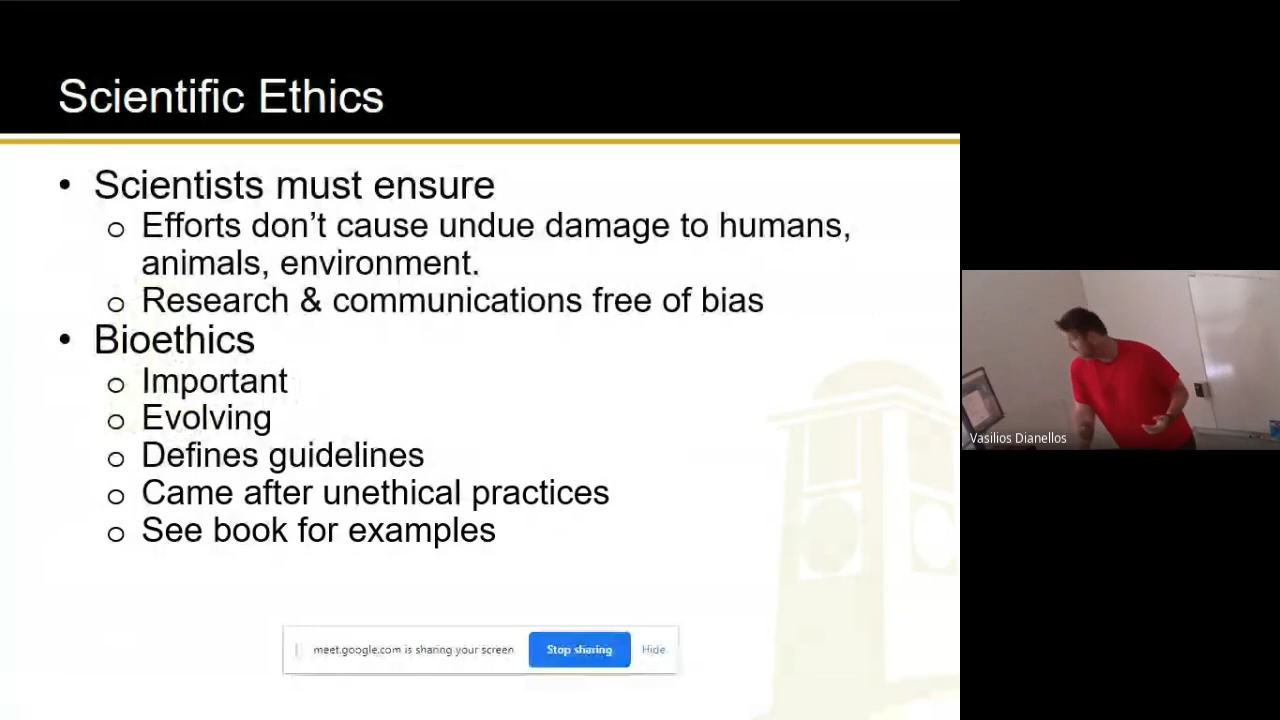 Scientific Ethics
• Scientists must ensure
o Efforts don’t cause undue damage to humans,
animals, environment.
o Research & communications free of bias
• Bioethics
o Important
o Evolving
o Defines guidelines
o Came after unethical practices
o See book for examples
meet.google.com is sharing your screen
Stop sharing
Hide
Vasilios Dianellos